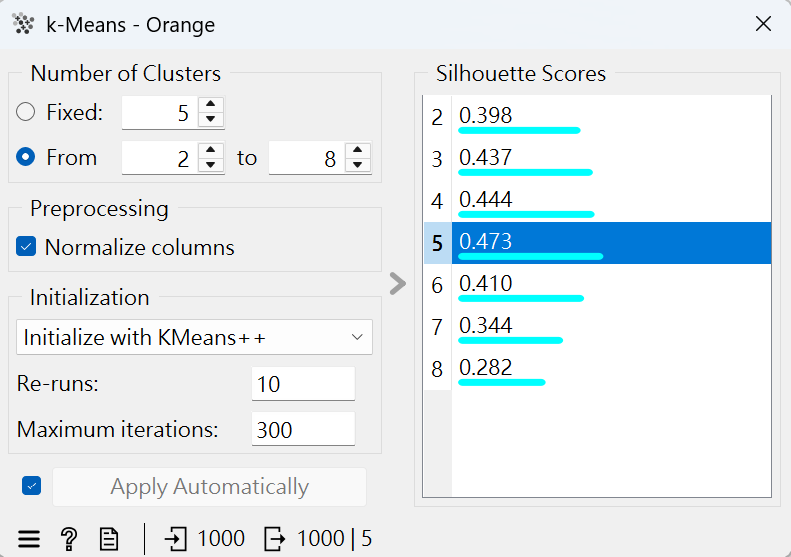 k-Means - Orange
Number of Clusters
Fixed: 5
From 2 to 8
Preprocessing
Normalize columns
Initialization
Initialize with KMeans++
Re-runs: 10
Maximum iterations: 300
Apply Automatically
Silhouette Scores
2 0.398
3 0.437
4 0.444
5 0.473
6 0.410
7 0.344
8 0.282
? 1000 1000 | 5